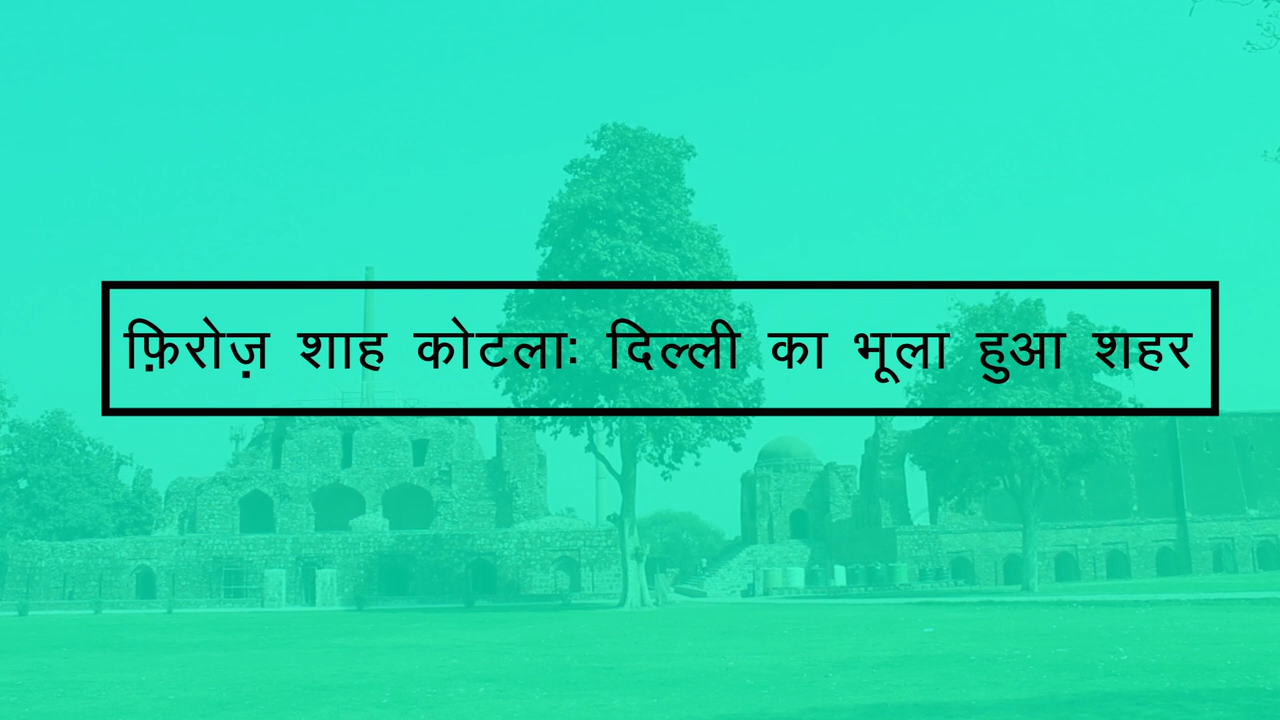 फ़िरोज़ शाह कोटलाः दिल्ली का भूला हुआ शहर